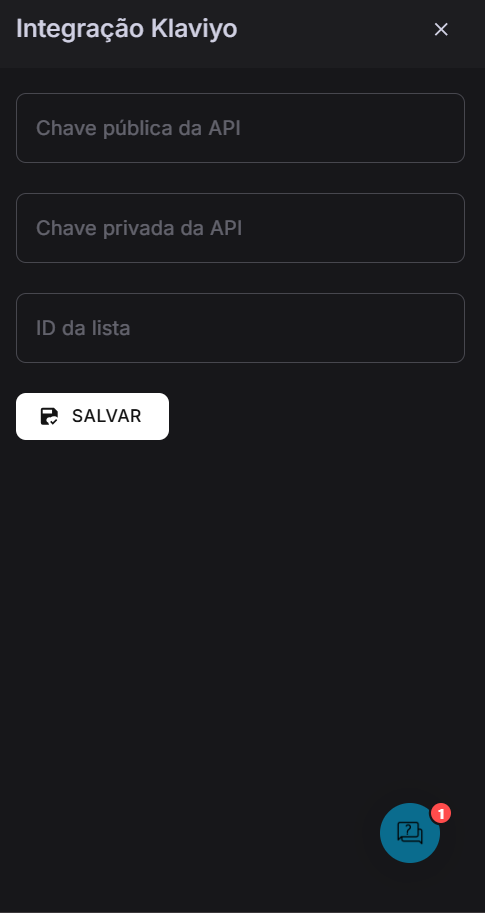 Integração Klaviyo
Chave pública da API
Chave privada da API
ID da lista
SALVAR
1